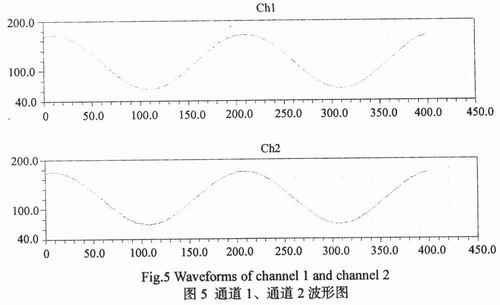 Ch1
200.0
100.0
40.0
0 50.0 100.0 150.0 200.0 250.0 300.0 350.0 400.0 450.0
Ch2
200.0
100.0
40.0
0 50.0 100.0 150.0 200.0 250.0 300.0 350.0 400.0 450.0
Fig.5 Waveforms of channel 1 and channel 2
图 5 通道 1、通道 2 波形图